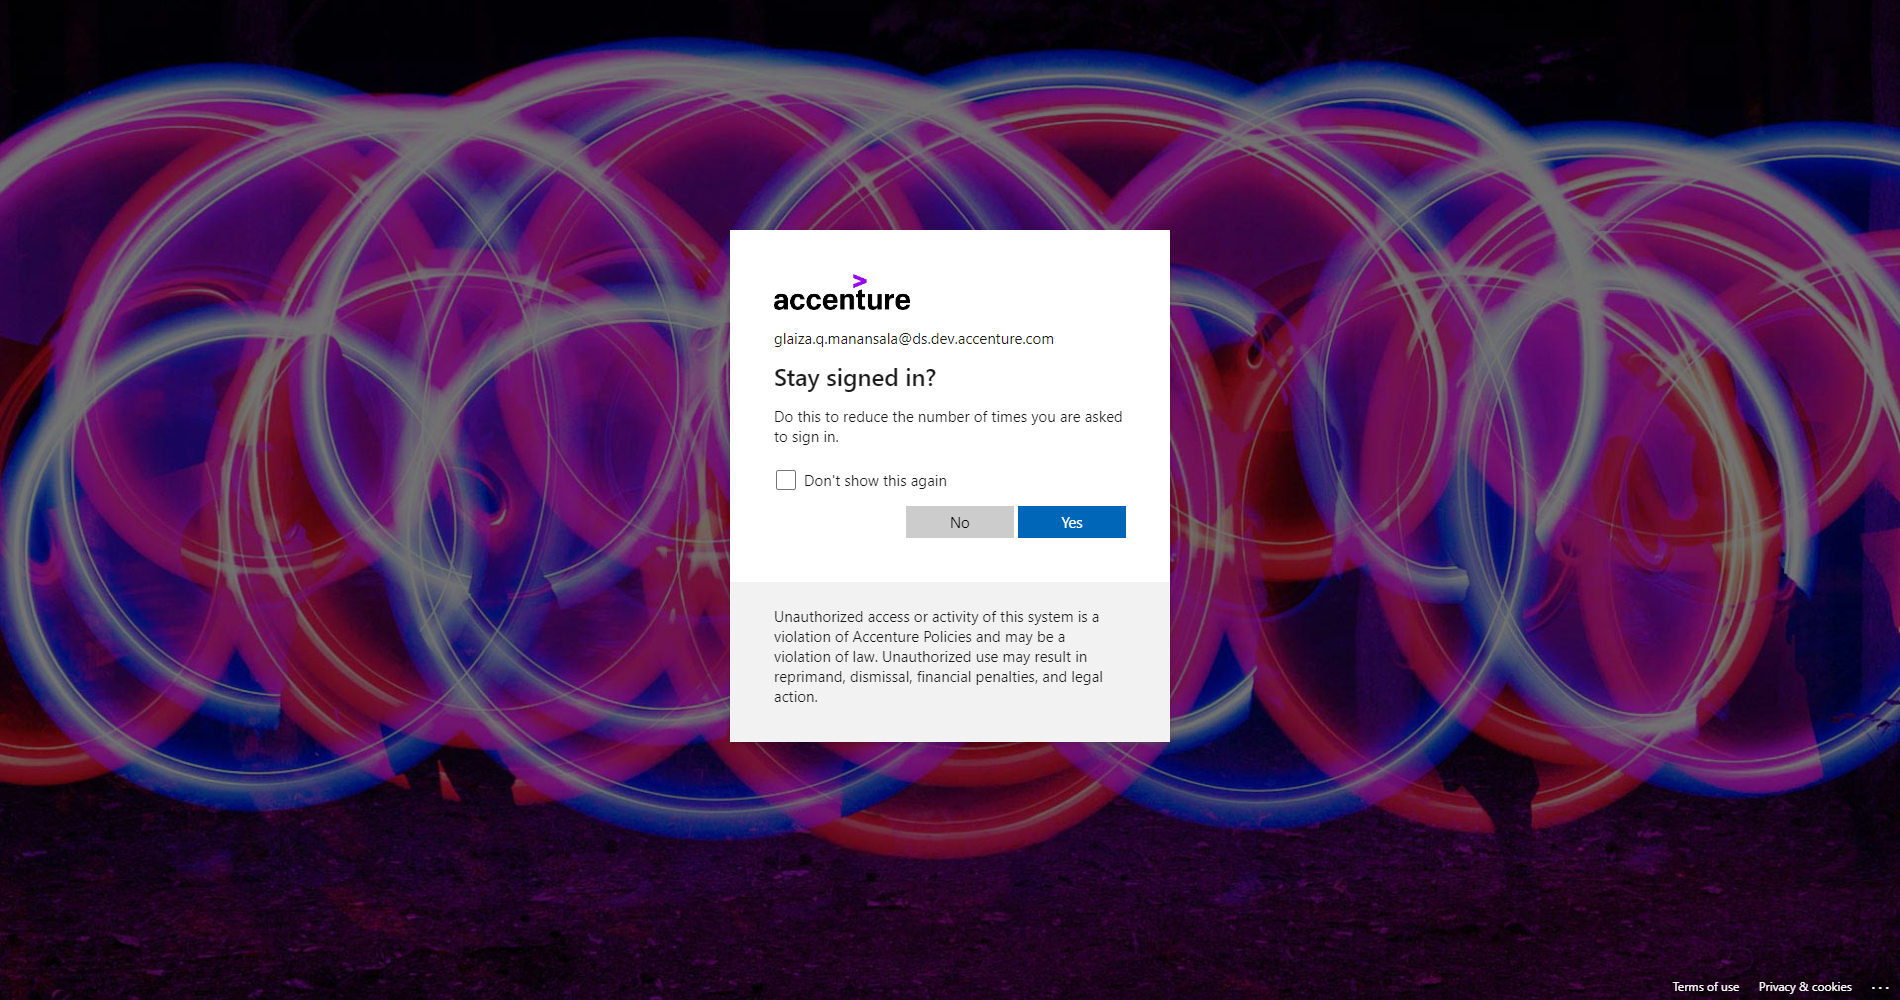 accenture
glaiza.q.manansala@ds.dev.accenture.com
Stay signed in?
Do this to reduce the number of times you are asked
to sign in.
Don't show this again
No
Yes
Unauthorized access or activity of this system is a
violation of Accenture Policies and may be a
violation of law. Unauthorized use may result in
reprimand, dismissal, financial penalties, and legal
action.
Terms of use
Privacy & cookies
...